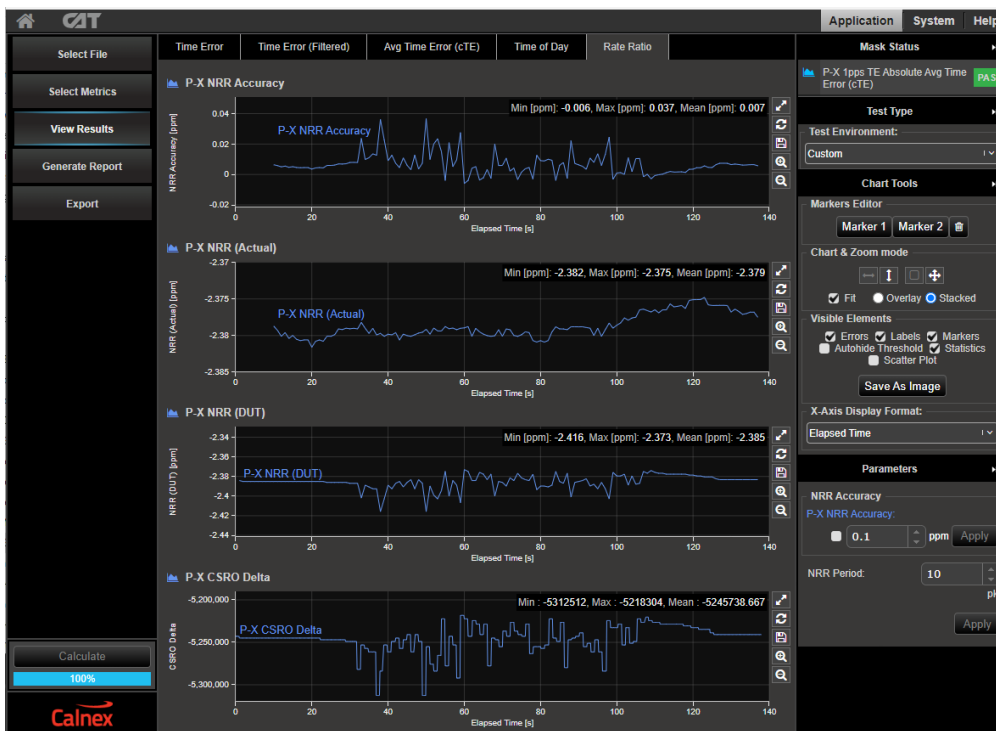 CAT
Application System Help
Select File
Select Metrics
View Results
Generate Report
Export
Calculate
100%
Calnex
Time Error Time Error (Filtered) Avg Time Error (cTE) Time of Day Rate Ratio
P-X NRR Accuracy
Min [ppm]: -0.006, Max [ppm]: 0.037, Mean [ppm]: 0.007
P-X NRR Accuracy
NRR Accuracy [ppm]
0.04
0.02
0
-0.02
0 20 40 60 80 100 120 140
Elapsed Time [s]
P-X NRR (Actual)
Min [ppm]: -2.382, Max [ppm]: -2.375, Mean [ppm]: -2.379
P-X NRR (Actual)
NRR (Actual) [ppm]
-2.37
-2.375
-2.38
-2.385
0 20 40 60 80 100 120 140
Elapsed Time [s]
P-X NRR (DUT)
Min [ppm]: -2.416, Max [ppm]: -2.373, Mean [ppm]: -2.385
P-X NRR (DUT)
NRR (DUT) [ppm]
-2.34
-2.36
-2.38
-2.4
-2.42
-2.44
0 20 40 60 80 100 120 140
Elapsed Time [s]
P-X CSRO Delta
Min : -5312512, Max : -5218304, Mean : -5245738.667
P-X CSRO Delta
CSRO Delta
-5,200,000
-5,250,000
-5,300,000
0 20 40 60 80 100 120 140
Elapsed Time [s]
Mask Status
P-X 1pps TE Absolute Avg Time
Error (cTE)
PAS
Test Type
Test Environment:
Custom
Chart Tools
Markers Editor
Marker 1 Marker 2
Chart & Zoom mode
Fit Overlay Stacked
Visible Elements
Errors Labels Markers
Autohide Threshold Statistics
Scatter Plot
Save As Image
X-Axis Display Format:
Elapsed Time
Parameters
NRR Accuracy
P-X NRR Accuracy:
0.1 ppm Apply
NRR Period: 10
pk
Apply